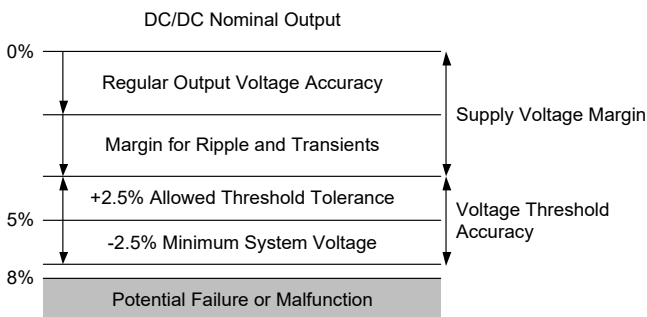 DC/DC Nominal Output
0%
Regular Output Voltage Accuracy
Supply Voltage Margin
Margin for Ripple and Transients
+2.5% Allowed Threshold Tolerance
Voltage Threshold
Accuracy
5%
-2.5% Minimum System Voltage
8%
Potential Failure or Malfunction